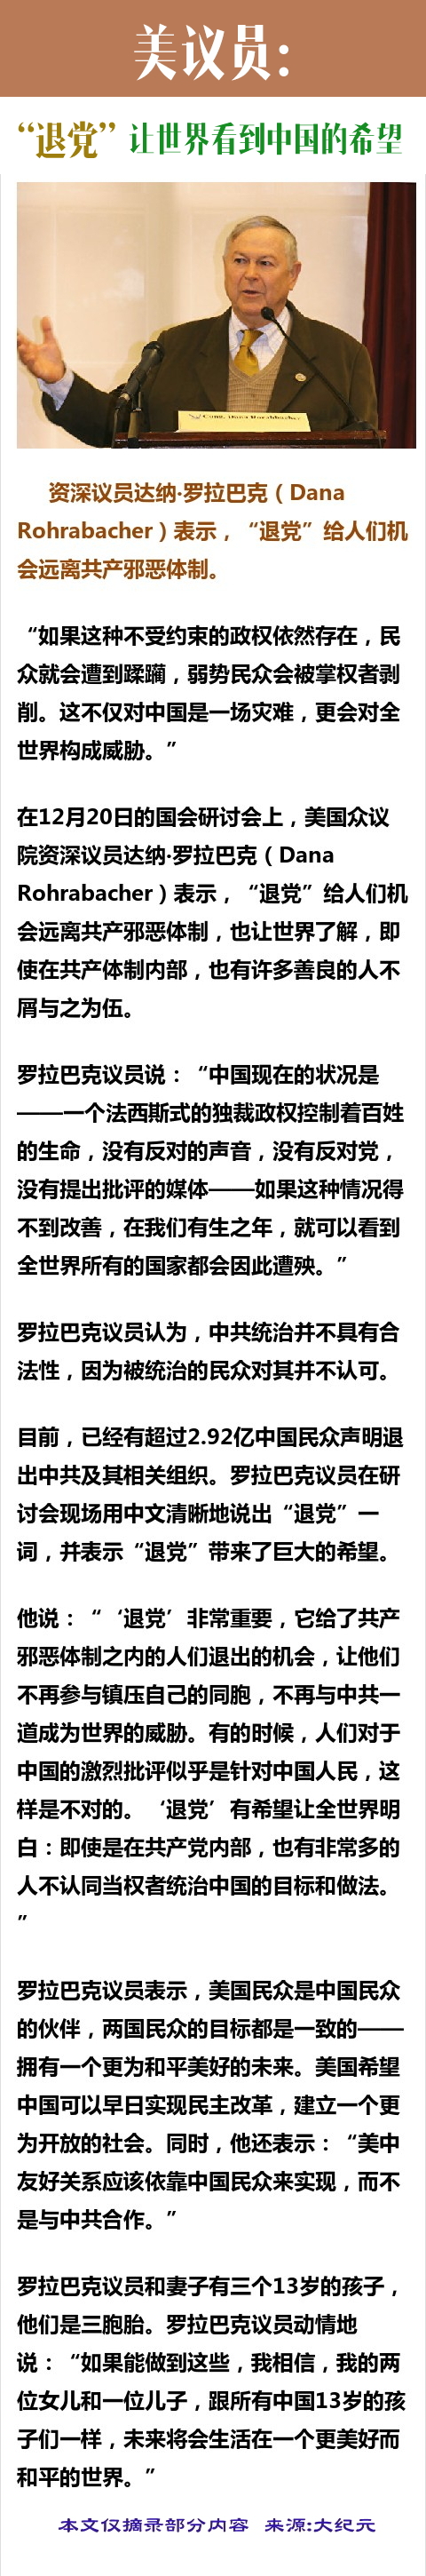 美议员:
“退党” 让世界看到中国的希望
Cong. Dana Rohrabacher
资深议员达纳·罗拉巴克（Dana
Rohrabacher）表示，“退党”给人们机
会远离共产邪恶体制。
“如果这种不受约束的政权依然存在，民
众就会遭到蹂躏，弱势民众会被掌权者剥
削。这不仅对中国是一场灾难，更会对全
世界构成威胁。”
在12月20日的国会研讨会上，美国众议
院资深议员达纳·罗拉巴克（Dana
Rohrabacher）表示，“退党”给人们机
会远离共产邪恶体制，也让世界了解，即
使在共产体制内部，也有许多善良的人不
屑与之为伍。
罗拉巴克议员说：“中国现在的状况是
——一个法西斯式的独裁政权控制着百姓
的生命，没有反对的声音，没有反对党，
没有提出批评的媒体——如果这种情况得
不到改善，在我们有生之年，就可以看到
全世界所有的国家都会因此遭殃。”
罗拉巴克议员认为，中共统治并不具有合
法性，因为被统治的民众对其并不认可。
目前，已经有超过2.92亿中国民众声明退
出中共及其相关组织。罗拉巴克议员在研
讨会现场用中文清晰地说出“退党”一
词，并表示“退党”带来了巨大的希望。
他说：“‘退党’非常重要，它给了共产
邪恶体制之内的人们退出的机会，让他们
不再参与镇压自己的同胞，不再与中共一
道成为世界的威胁。有的时候，人们对于
中国的激烈批评似乎是针对中国人民，这
样是不对的。‘退党’有希望让全世界明
白：即使是在共产党内部，也有非常多的
人不认同当权者统治中国的目标和做法。
”
罗拉巴克议员表示，美国民众是中国民众
的伙伴，两国民众的目标都是一致的——
拥有一个更为和平美好的未来。美国希望
中国可以早日实现民主改革，建立一个更
为开放的社会。同时，他还表示：“美中
友好关系应该依靠中国民众来实现，而不
是与中共合作。”
罗拉巴克议员和妻子有三个13岁的孩子，
他们是三胞胎。罗拉巴克议员动情地
说：“如果能做到这些，我相信，我的两
位女儿和一位儿子，跟所有中国13岁的孩
子们一样，未来将会生活在一个更美好而
和平的世界。”
本文仅摘录部分内容 来源:大纪元